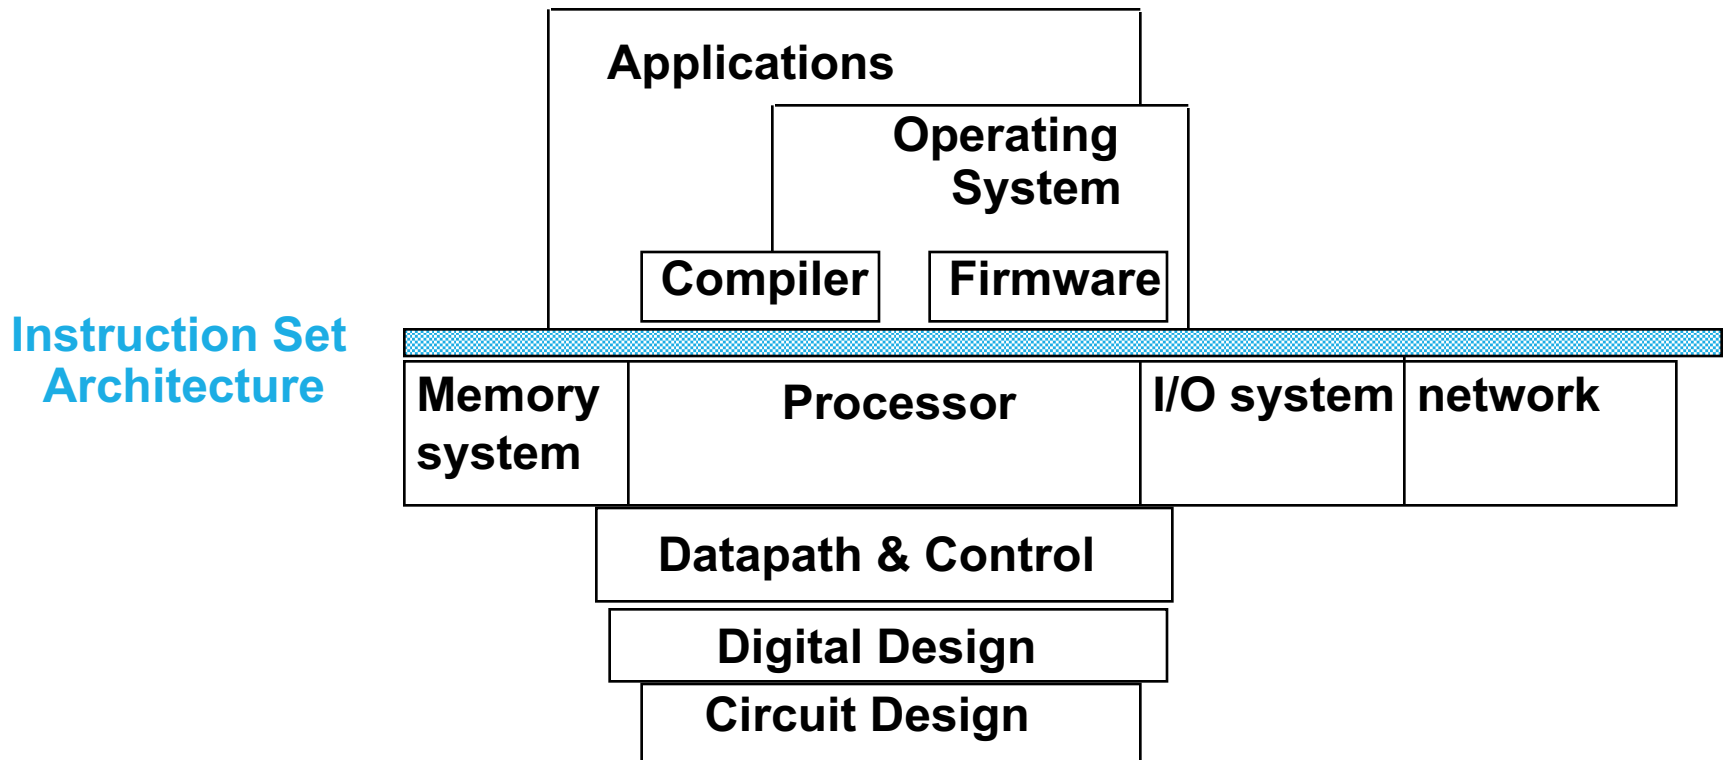 Applications
Operating
System
Compiler
Firmware
Instruction Set
Architecture
Memory
system
Processor
I/O system
network
Datapath & Control
Digital Design
Circuit Design